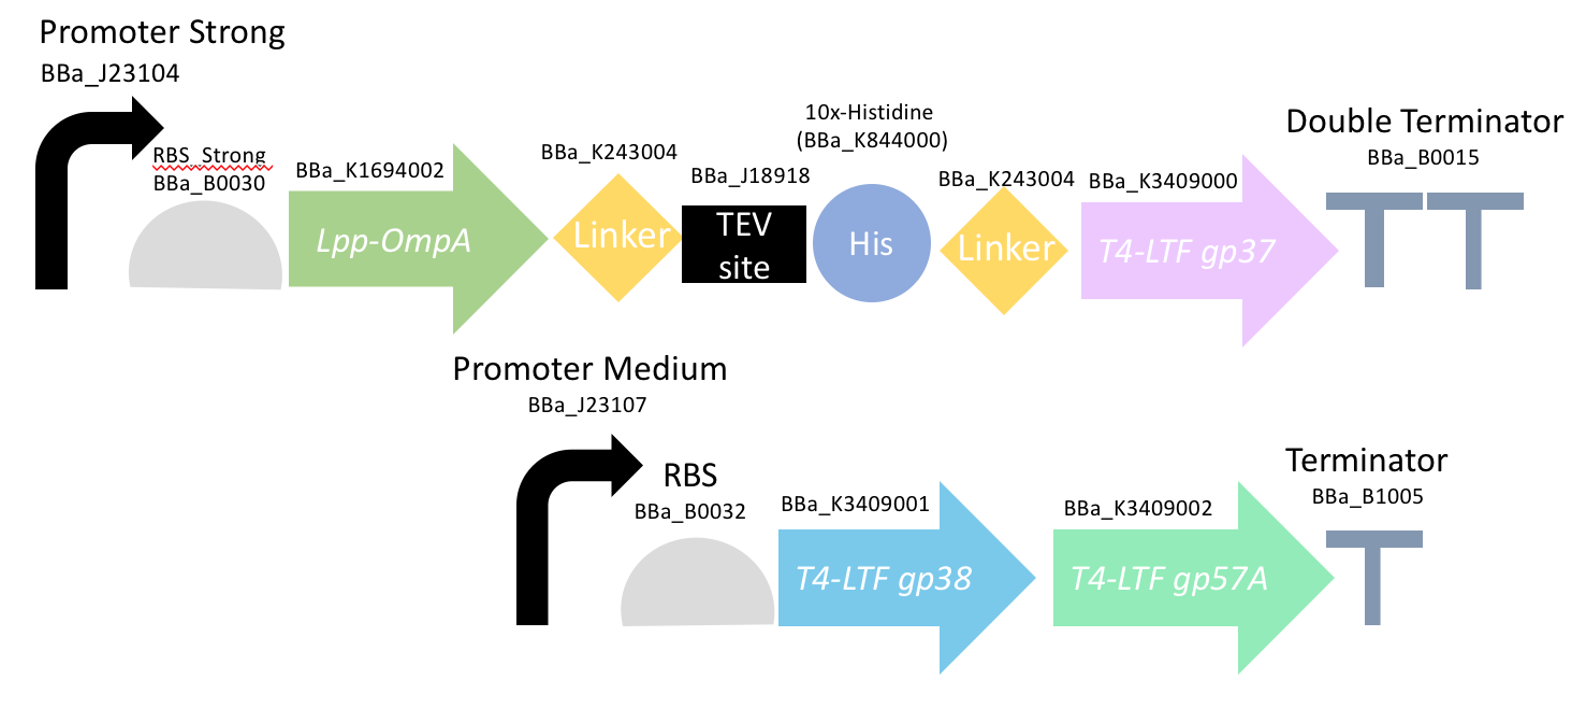 Promoter Strong
BBa_J23104
RBS_Strong
BBa_B0030
BBa_K1694002
Lpp-OmpA
BBa_K243004
Linker
BBa_J18918
TEV
site
10x-Histidine
(BBa_K844000)
His
BBa_K243004
Linker
BBa_K3409000
T4-LTF gp37
Double Terminator
BBa_B0015
Promoter Medium
BBa_J23107
RBS
BBa_B0032
BBa_K3409001
T4-LTF gp38
BBa_K3409002
T4-LTF gp57A
Terminator
BBa_B1005